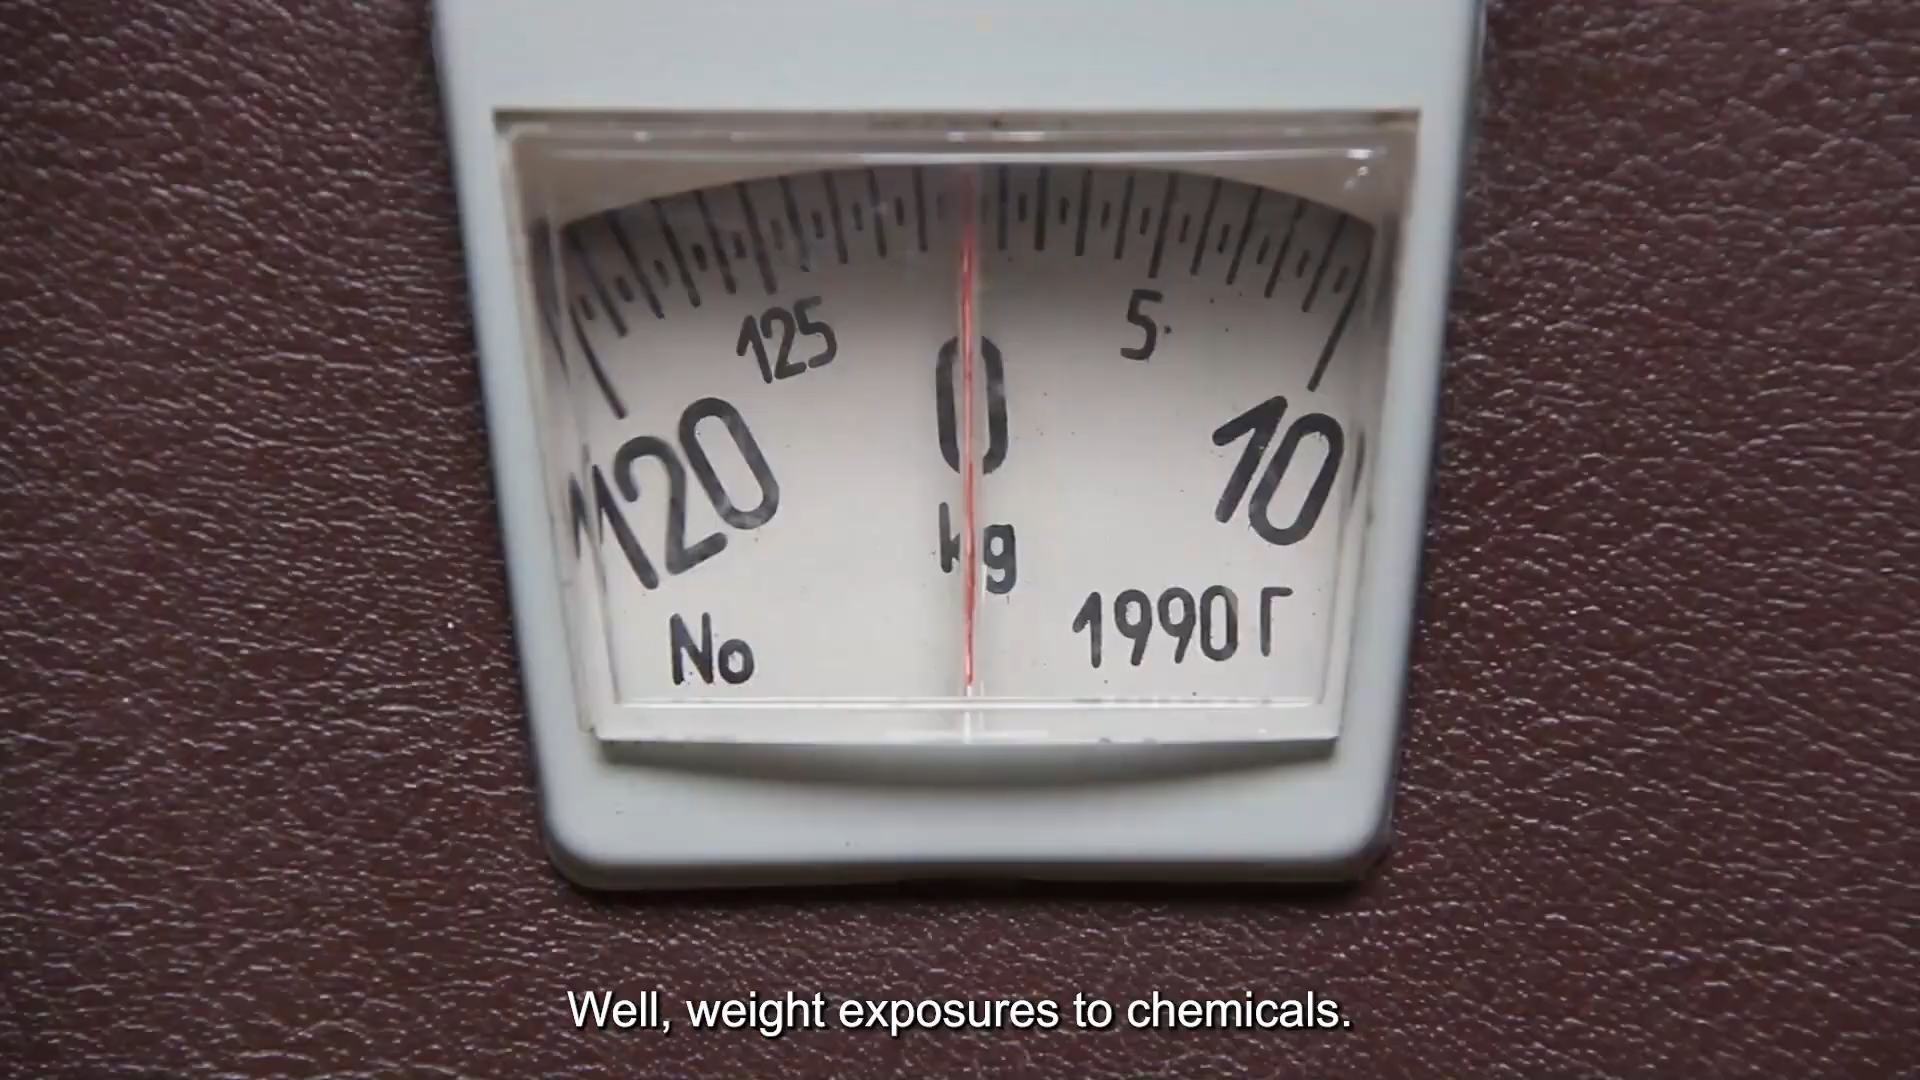 125 5
120 0 10
kg
No 1990 Г
Well, weight exposures to chemicals.